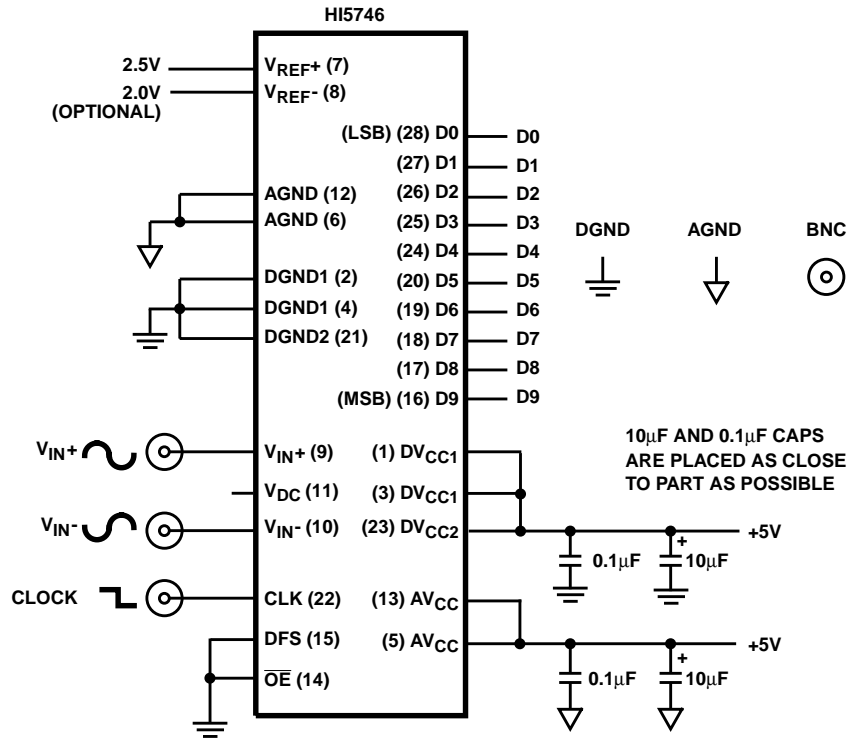 HI5746
2.5V
VREF+ (7)
2.0V
VREF- (8)
(OPTIONAL)
(LSB) (28) D0
D0
(27) D1
D1
AGND (12)
(26) D2
D2
AGND (6)
(25) D3
D3
(24) D4
D4
DGND1 (2)
(20) D5
D5
DGND1 (4)
(19) D6
D6
DGND2 (21)
(18) D7
D7
(17) D8
D8
(MSB) (16) D9
D9
DGND
AGND
BNC
VIN+
VIN+ (9)
(1) DVCC1
10µF AND 0.1µF CAPS
ARE PLACED AS CLOSE
TO PART AS POSSIBLE
VDC (11)
(3) DVCC1
VIN-
VIN- (10)
(23) DVCC2
+5V
0.1µF
+
10µF
CLOCK
CLK (22)
(13) AVCC
DFS (15)
(5) AVCC
+5V
OE (14)
0.1µF
+
10µF